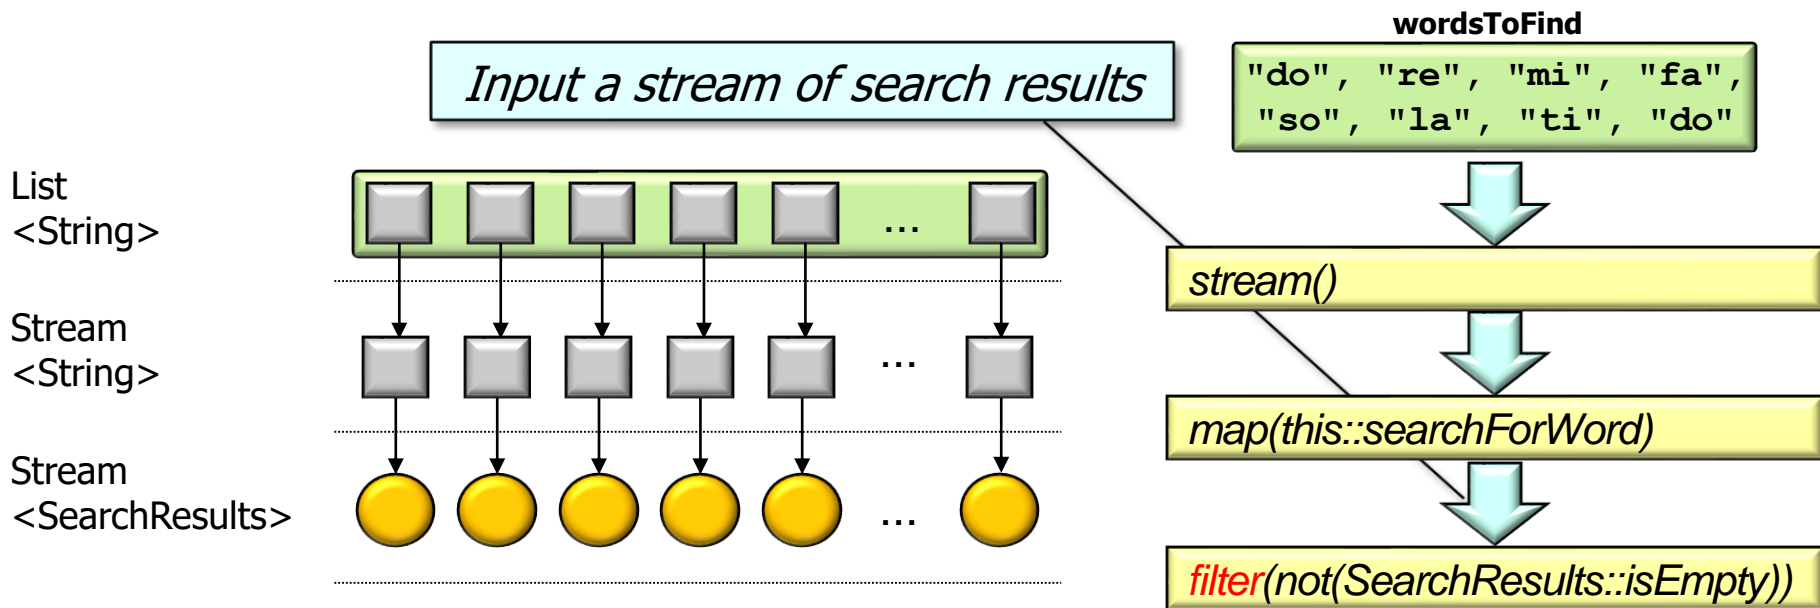 wordsToFind
"do", "re", "mi", "fa",
"so", "la", "ti", "do"
Input a stream of search results
List
<String>
...
stream()
Stream
<String>
...
map(this::searchForWord)
Stream
<SearchResults>
...
filter(not(SearchResults::isEmpty))